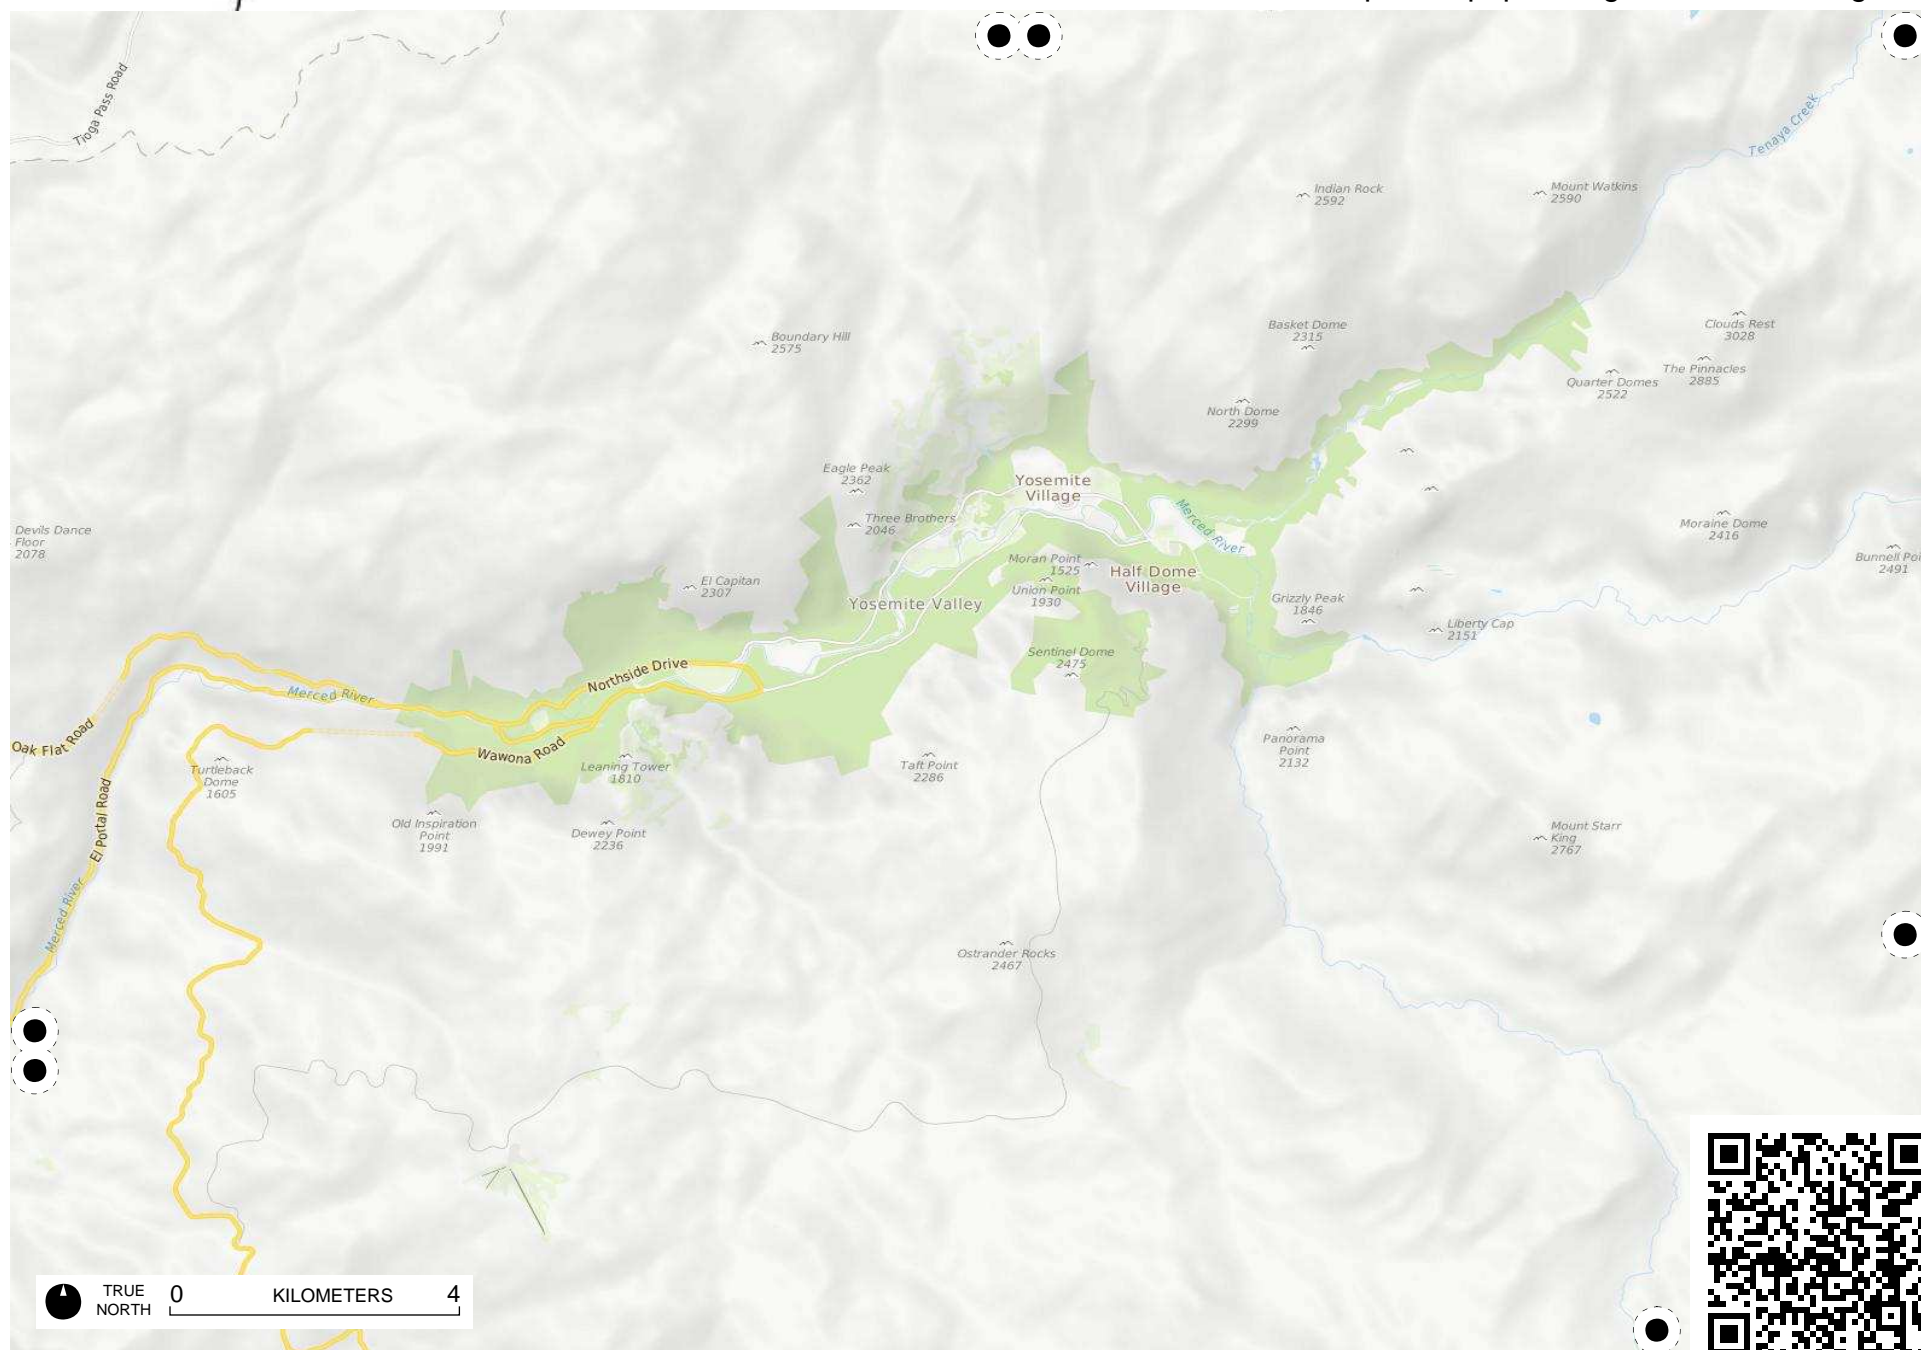 Tioga Pass Road
Tenaya Creek
Indian Rock
2592
Mount Watkins
2590
Boundary Hill
2575
Basket Dome
2315
Clouds Rest
3028
The Pinnacles
2885
Quarter Domes
2522
North Dome
2299
Eagle Peak
2362
Yosemite
Village
Three Brothers
2046
Merced River
Devils Dance
Floor
2078
Moraine Dome
2416
Bunnell Poi
2491
Moran Point
1525
Half Dome
Village
El Capitan
2307
Union Point
1930
Yosemite Valley
Grizzly Peak
1846
Liberty Cap
2151
Sentinel Dome
2475
Northside Drive
Merced River
Oak Flat Road
Wawona Road
Turtleback
Dome
1605
Leaning Tower
1810
Taft Point
2286
Panorama
Point
2132
El Portal Road
Old Inspiration
Point
1991
Dewey Point
2236
Mount Starr
King
2767
Merced River
Ostrander Rocks
2467
TRUE
NORTH
0 KILOMETERS 4